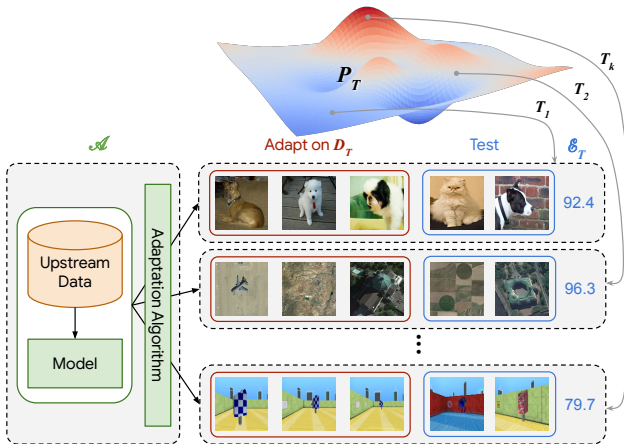 P_T
T_k
T_2
T_1
𝒜
Adapt on D_T
Test
ℰ_T
Upstream
Data
Model
Adaptation Algorithm
92.4
96.3
79.7